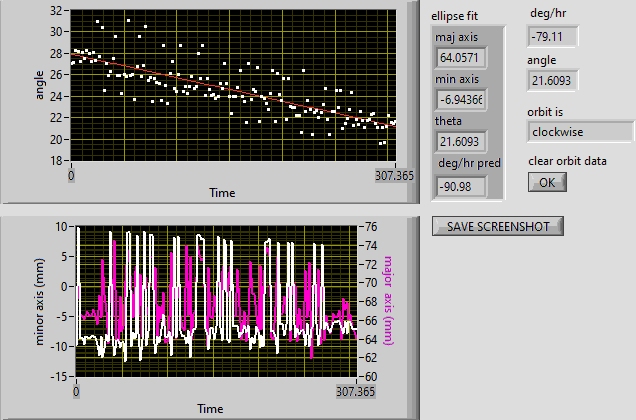 32
30
28
26
24
22
20
18
angle
0
307.365
Time
ellipse fit
maj axis
64.0571
min axis
-6.94366
theta
21.6093
deg/hr pred
-90.98
deg/hr
-79.11
angle
21.6093
orbit is
clockwise
clear orbit data
OK
SAVE SCREENSHOT
10
5
0
-5
-10
-15
minor axis (mm)
76
74
72
70
68
66
64
62
60
major axis (mm)
0
307.365
Time